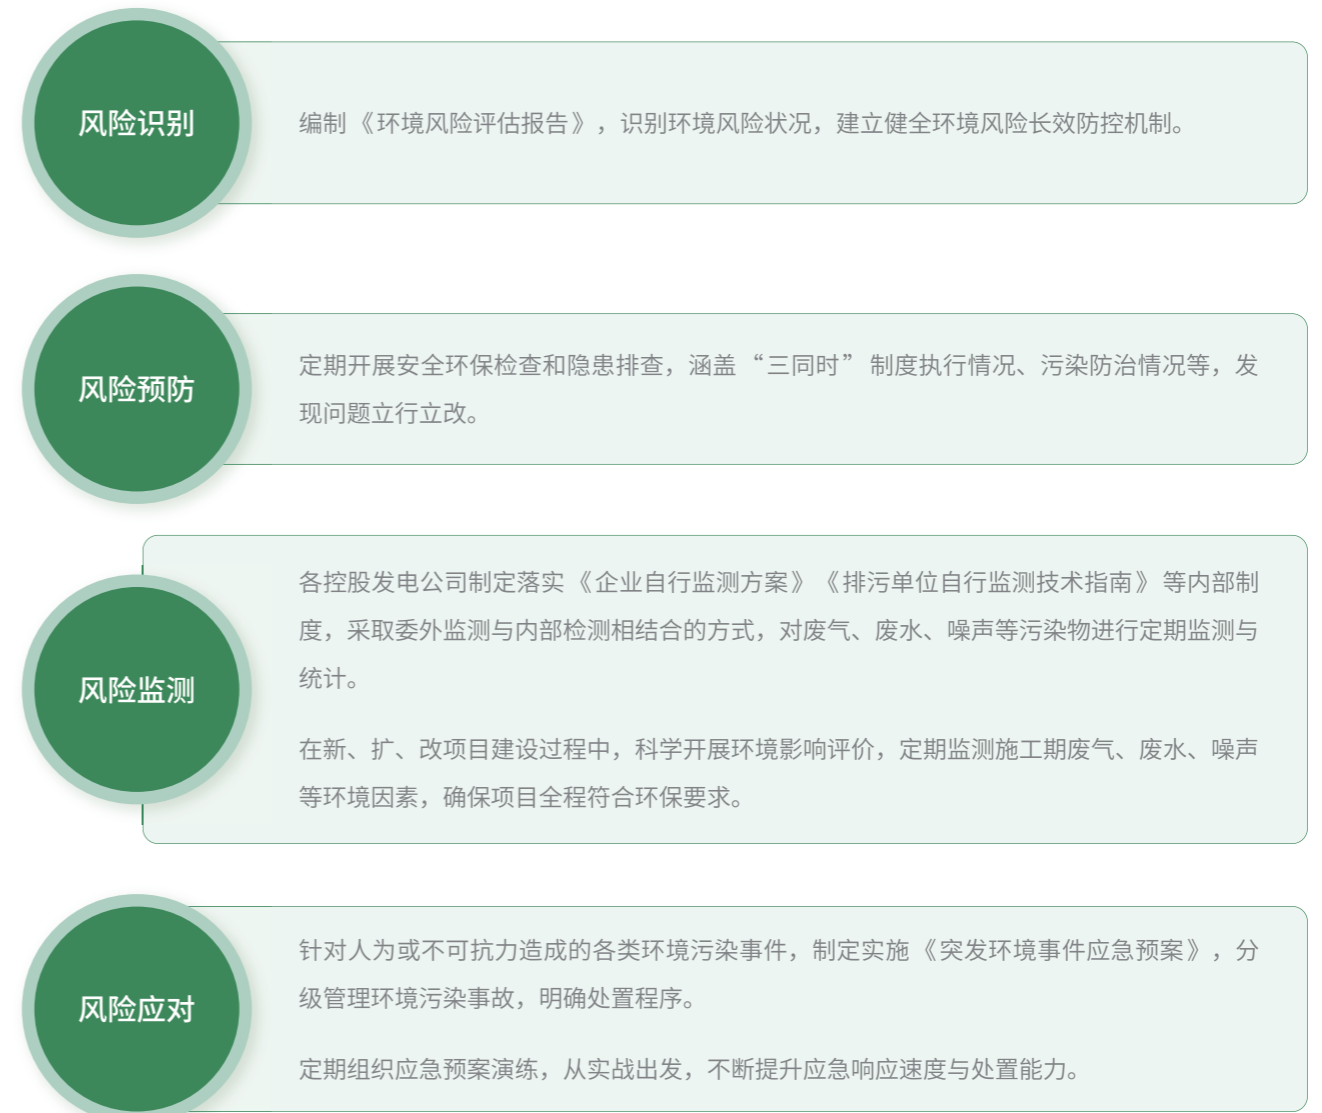 风险识别
编制《环境风险评估报告》，识别环境风险状况，建立健全环境风险长效防控机制。
风险预防
定期开展安全环保检查和隐患排查，涵盖“三同时”制度执行情况、污染防治情况等，发
现问题立行立改。
风险监测
各控股发电公司制定落实《企业自行监测方案》《排污单位自行监测技术指南》等内部制
度，采取委外监测与内部检测相结合的方式，对废气、废水、噪声等污染物进行定期监测与
统计。
在新、扩、改项目建设过程中，科学开展环境影响评价，定期监测施工期废气、废水、噪声
等环境因素，确保项目全程符合环保要求。
风险应对
针对人为或不可抗力造成的各类环境污染事件，制定实施《突发环境事件应急预案》，分
级管理环境污染事故，明确处置程序。
定期组织应急预案演练，从实战出发，不断提升应急响应速度与处置能力。